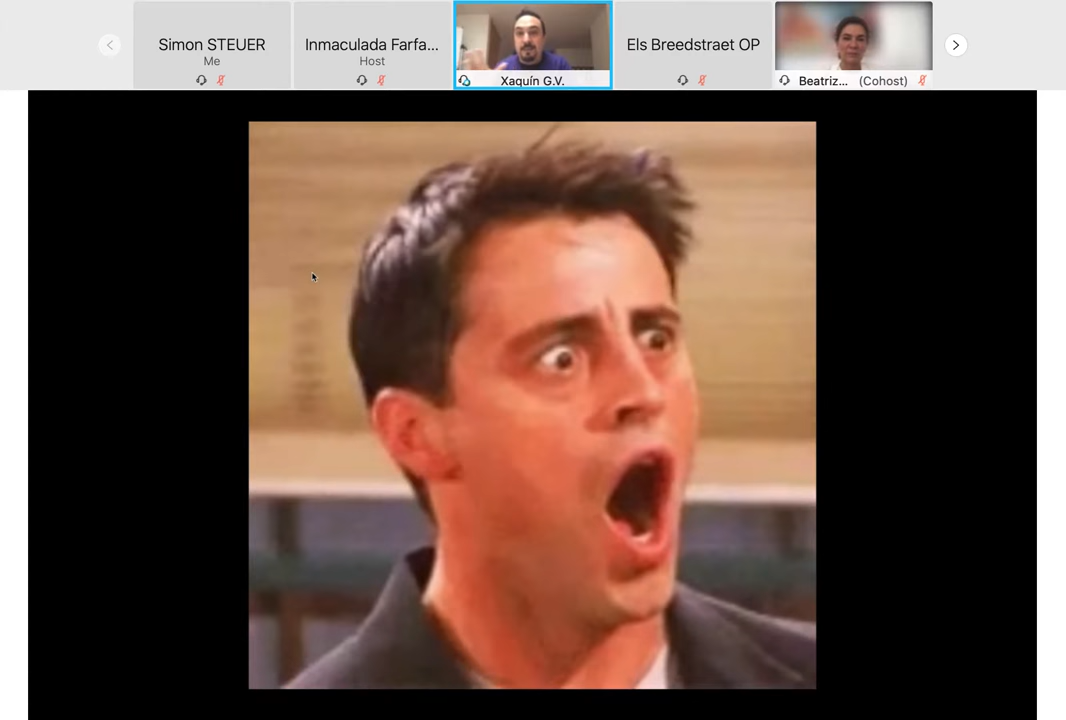 Simon STEUER
Me
Inmaculada Farfa...
Host
Xaquín G.V.
Els Breedstraet OP
Beatriz... (Cohost)